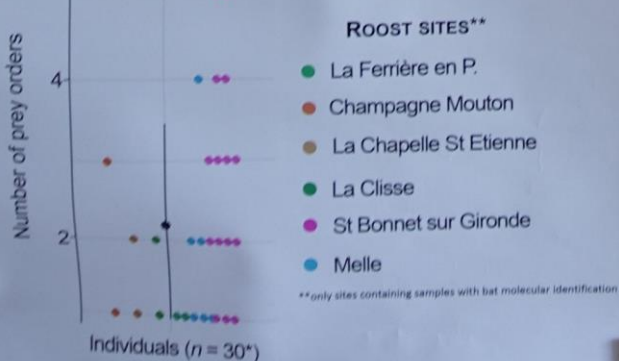 Number of prey orders
4
2
Individuals (n = 30*)
ROOST SITES**
La Ferrière en P.
Champagne Mouton
La Chapelle St Etienne
La Clisse
St Bonnet sur Gironde
Melle
**only sites containing samples with bat molecular identification